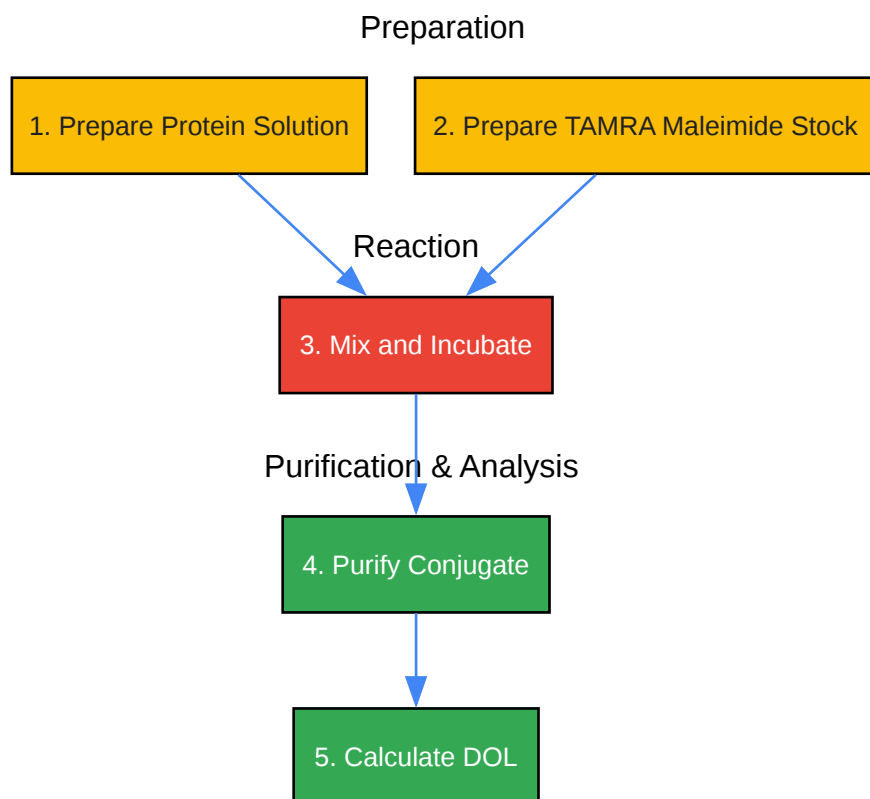 Preparation
1. Prepare Protein Solution
2. Prepare TAMRA Maleimide Stock
Reaction
3. Mix and Incubate
Purification & Analysis
4. Purify Conjugate
5. Calculate DOL